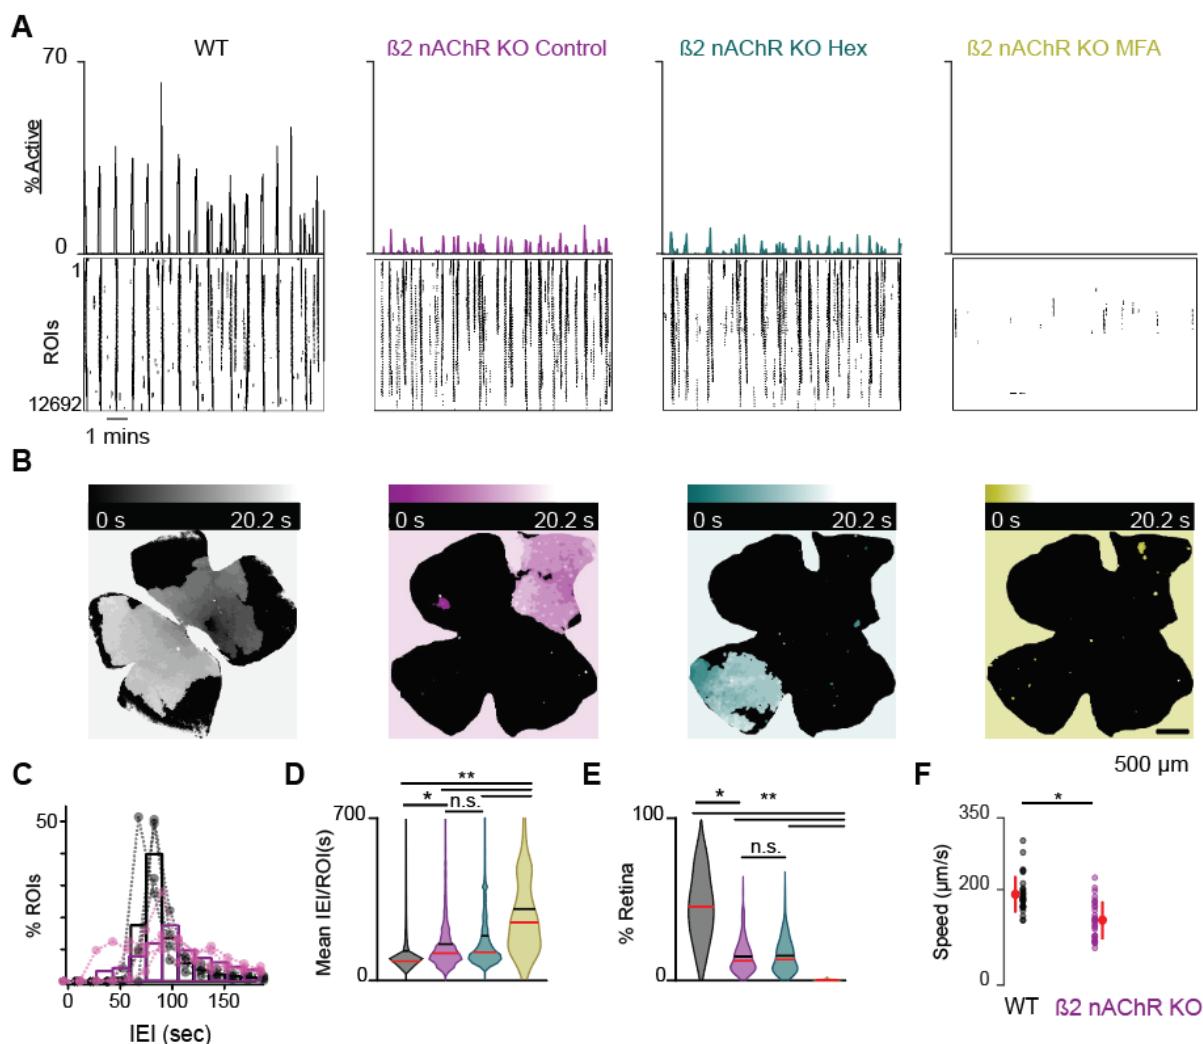 A
WT
ß2 nAChR KO Control
ß2 nAChR KO Hex
ß2 nAChR KO MFA
70
% Active
0
1
ROIs
12692
1 mins
B
0 s 20.2 s
0 s 20.2 s
0 s 20.2 s
0 s 20.2 s
500 µm
C
50
% ROIs
0 50 100 150
IEI (sec)
D
**
* n.s.
700
Mean IEI/ROI(s)
0
E
* **
100
n.s.
% Retina
0
F
*
350
200
Speed (µm/s)
0
WT ß2 nAChR KO